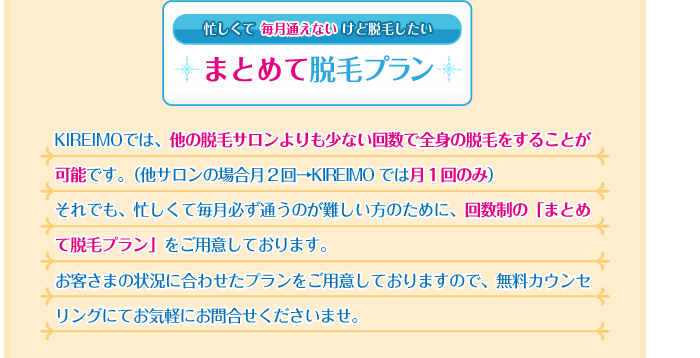 忙しくて 毎月通えない けど脱毛したい
まとめて脱毛プラン
KIREIMOでは、他の脱毛サロンよりも少ない回数で全身の脱毛をすることが
可能です。（他サロンの場合月２回→KIREIMO では月１回のみ）
それでも、忙しくて毎月必ず通うのが難しい方のために、回数制の「まとめ
て脱毛プラン」をご用意しております。
お客さまの状況に合わせたプランをご用意しておりますので、無料カウンセ
リングにてお気軽にお問合せくださいませ。